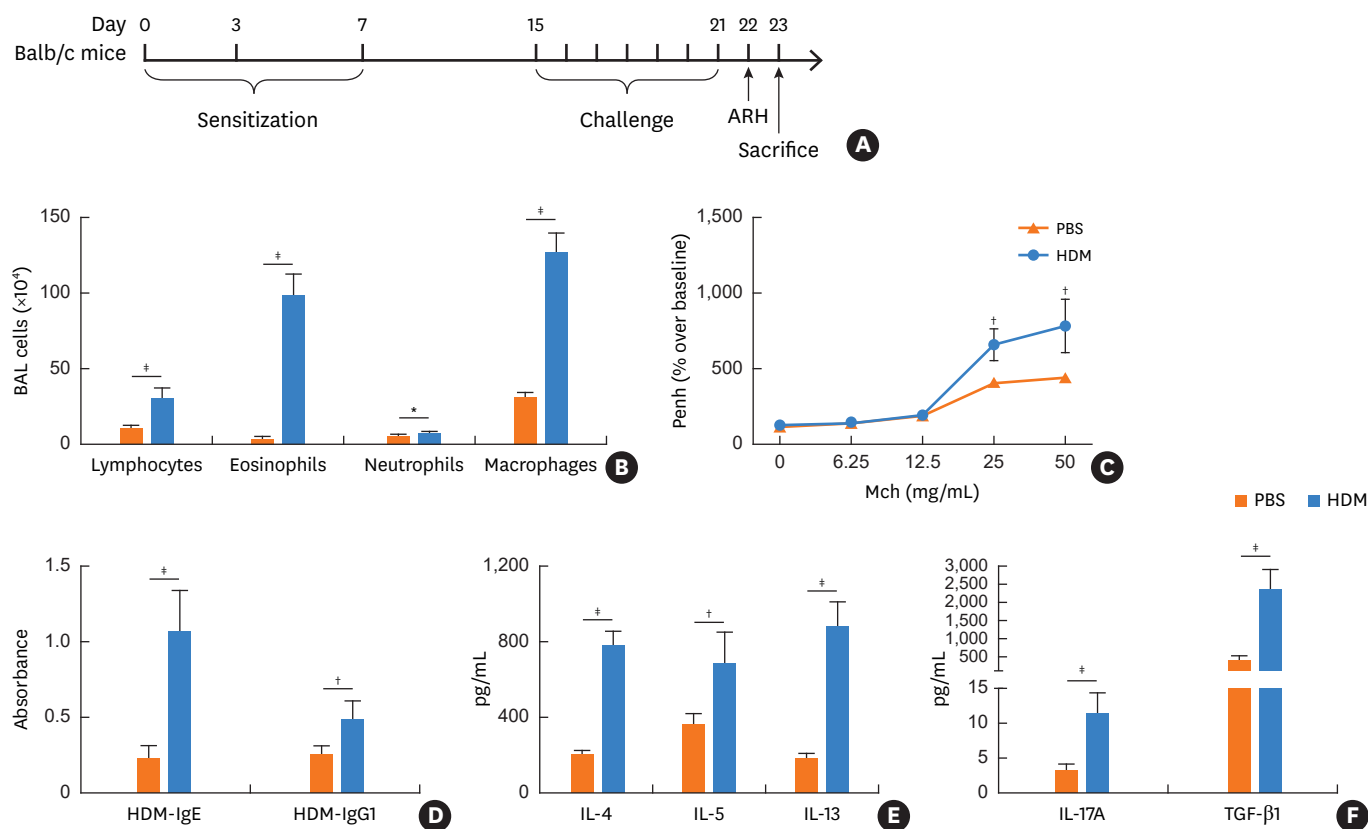 Day 0 3 7 15 21 22 23
Balb/c mice
Sensitization Challenge ARH
Sacrifice A
BAL cells (×10⁴)
150
100
50
0
‡ ‡ * ‡
Lymphocytes Eosinophils Neutrophils Macrophages B
Penh (% over baseline)
1,500
1,000
500
0
PBS
HDM
† †
0 6.25 12.5 25 50
Mch (mg/mL) C
PBS HDM
Absorbance
1.5
1.0
0.5
0
‡ †
HDM-IgE HDM-IgG1 D
pg/mL
1,200
800
400
0
‡ † ‡
IL-4 IL-5 IL-13 E
pg/mL
3,000
2,500
2,000
1,500
1,000
500
15
10
5
0
‡ ‡
IL-17A TGF-β1 F